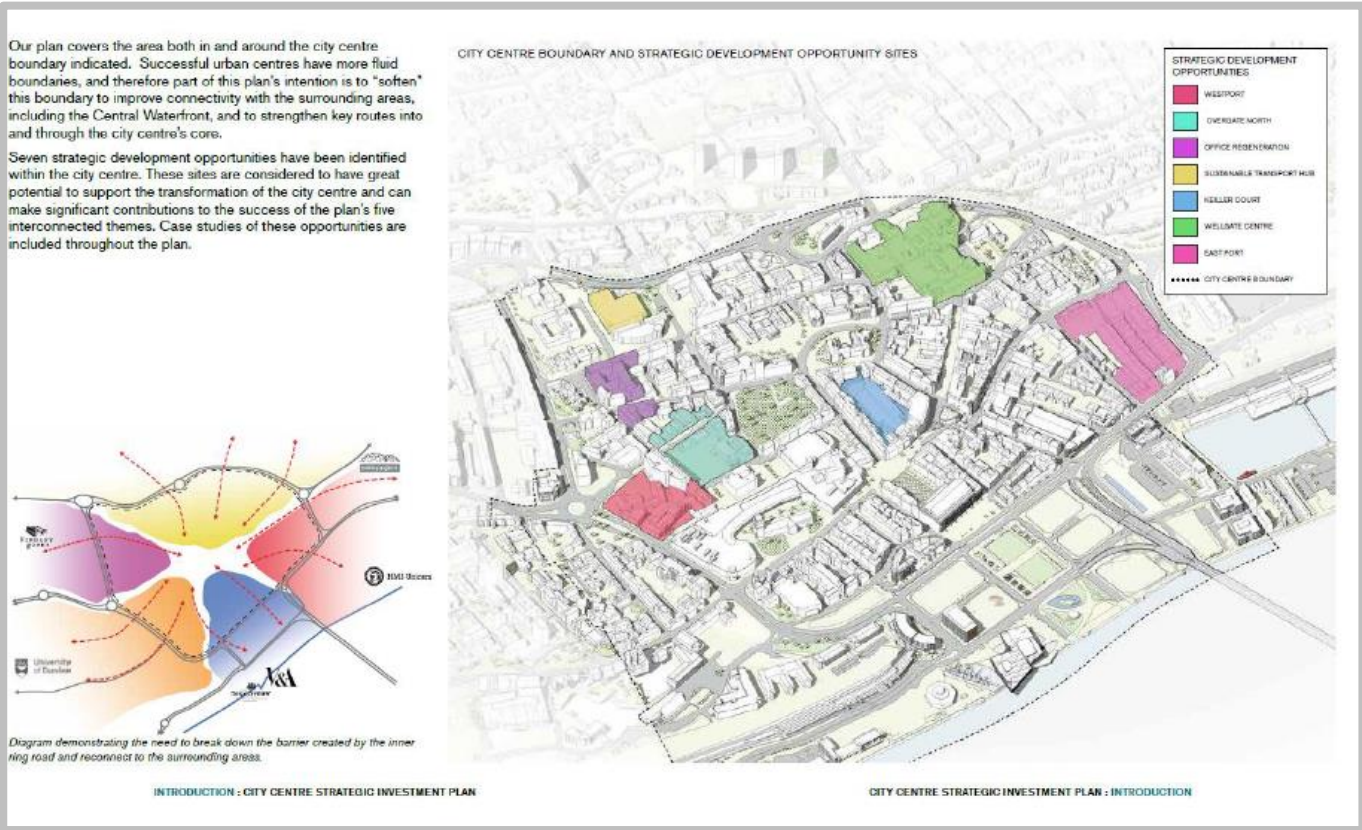 Our plan covers the area both in and around the city centre
boundary indicated. Successful urban centres have more fluid
boundaries, and therefore part of this plan's intention is to "soften"
this boundary to improve connectivity with the surrounding areas,
including the Central Waterfront, and to strengthen key routes into
and through the city centre's core.
Seven strategic development opportunities have been identified
within the city centre. These sites are considered to have great
potential to support the transformation of the city centre and can
make significant contributions to the success of the plan's five
interconnected themes. Case studies of these opportunities are
included throughout the plan.
HMS Unicorn
University
of Dundee
V&A
Diagram demonstrating the need to break down the barrier created by the inner
ring road and reconnect to the surrounding areas.
CITY CENTRE BOUNDARY AND STRATEGIC DEVELOPMENT OPPORTUNITY SITES
STRATEGIC DEVELOPMENT
OPPORTUNITIES
WESTPORT
OVERGATE NORTH
OFFICE REGENERATION
SUSTAINABLE TRANSPORT HUB
KEILLER COURT
WELLGATE CENTRE
EAST PORT
CITY CENTRE BOUNDARY
INTRODUCTION : CITY CENTRE STRATEGIC INVESTMENT PLAN
CITY CENTRE STRATEGIC INVESTMENT PLAN : INTRODUCTION